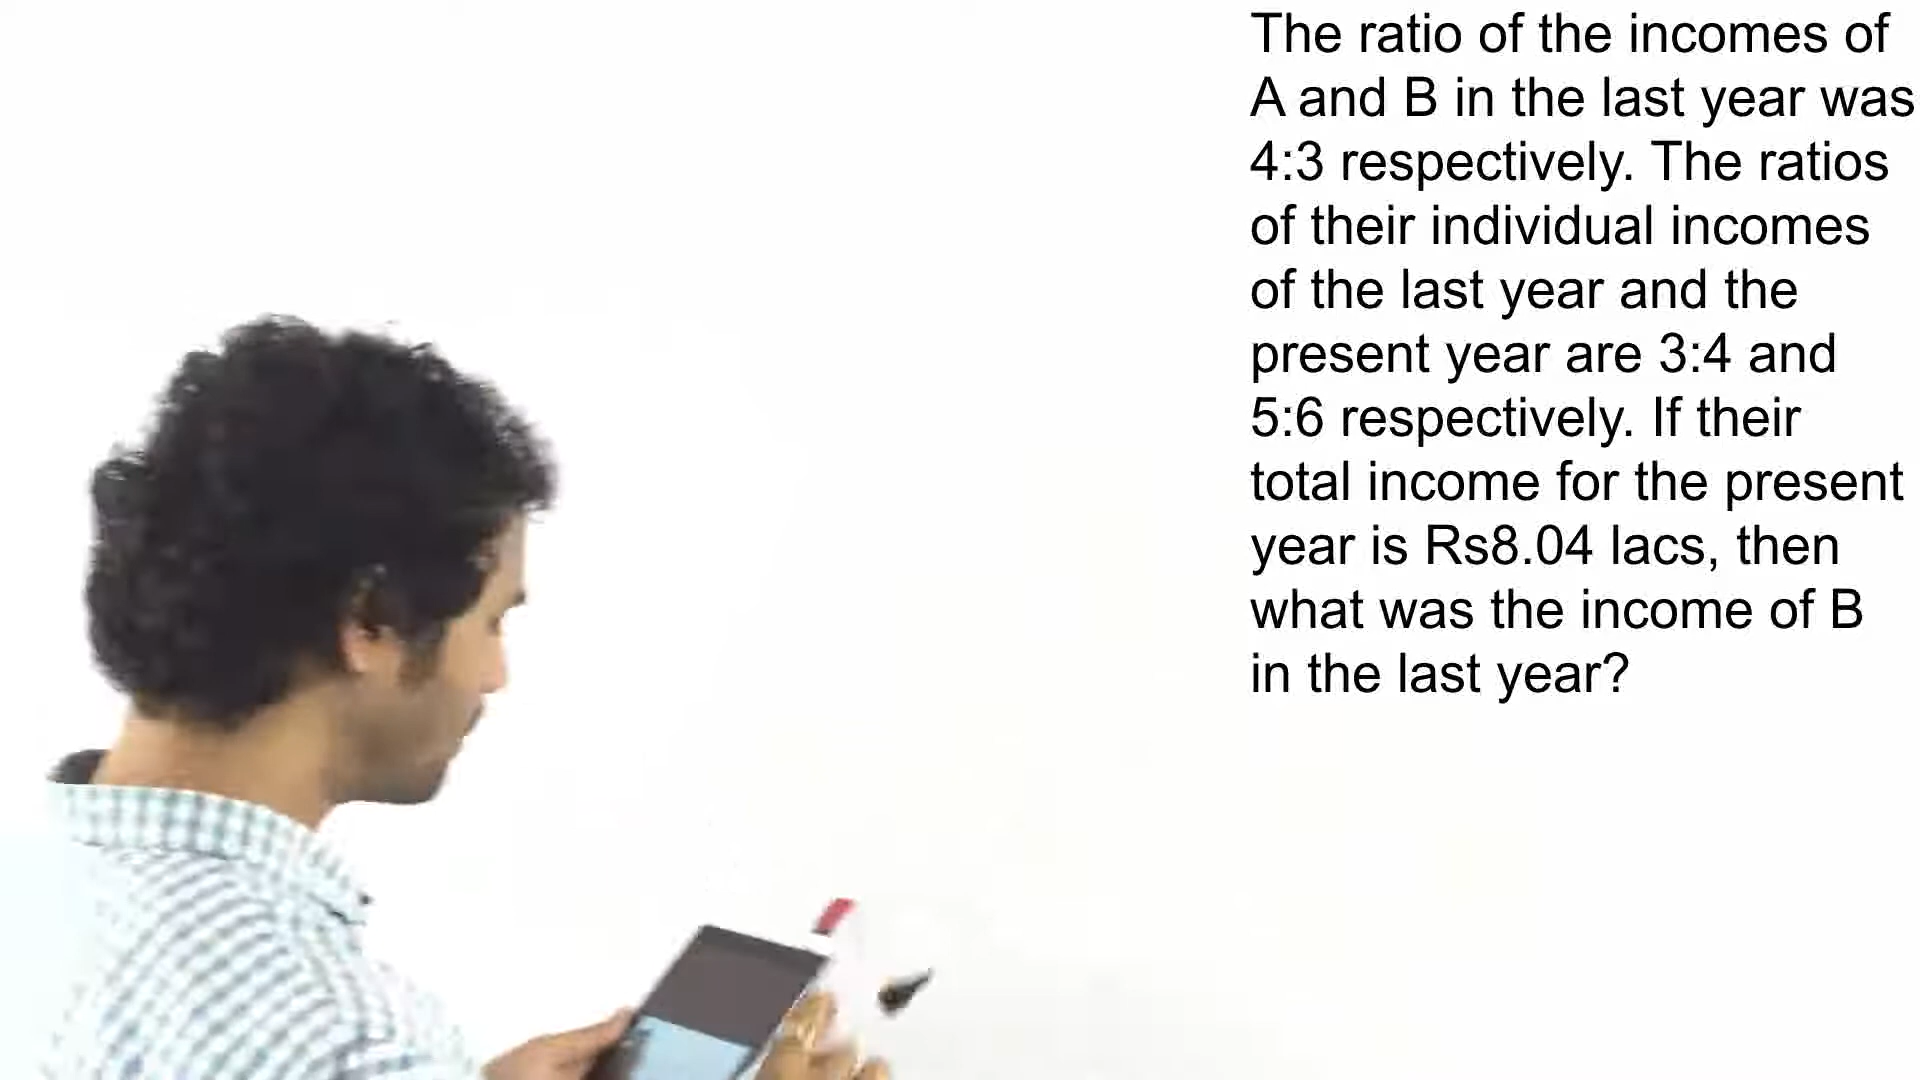 The ratio of the incomes of
A and B in the last year was
4:3 respectively. The ratios
of their individual incomes
of the last year and the
present year are 3:4 and
5:6 respectively. If their
total income for the present
year is Rs8.04 lacs, then
what was the income of B
in the last year?